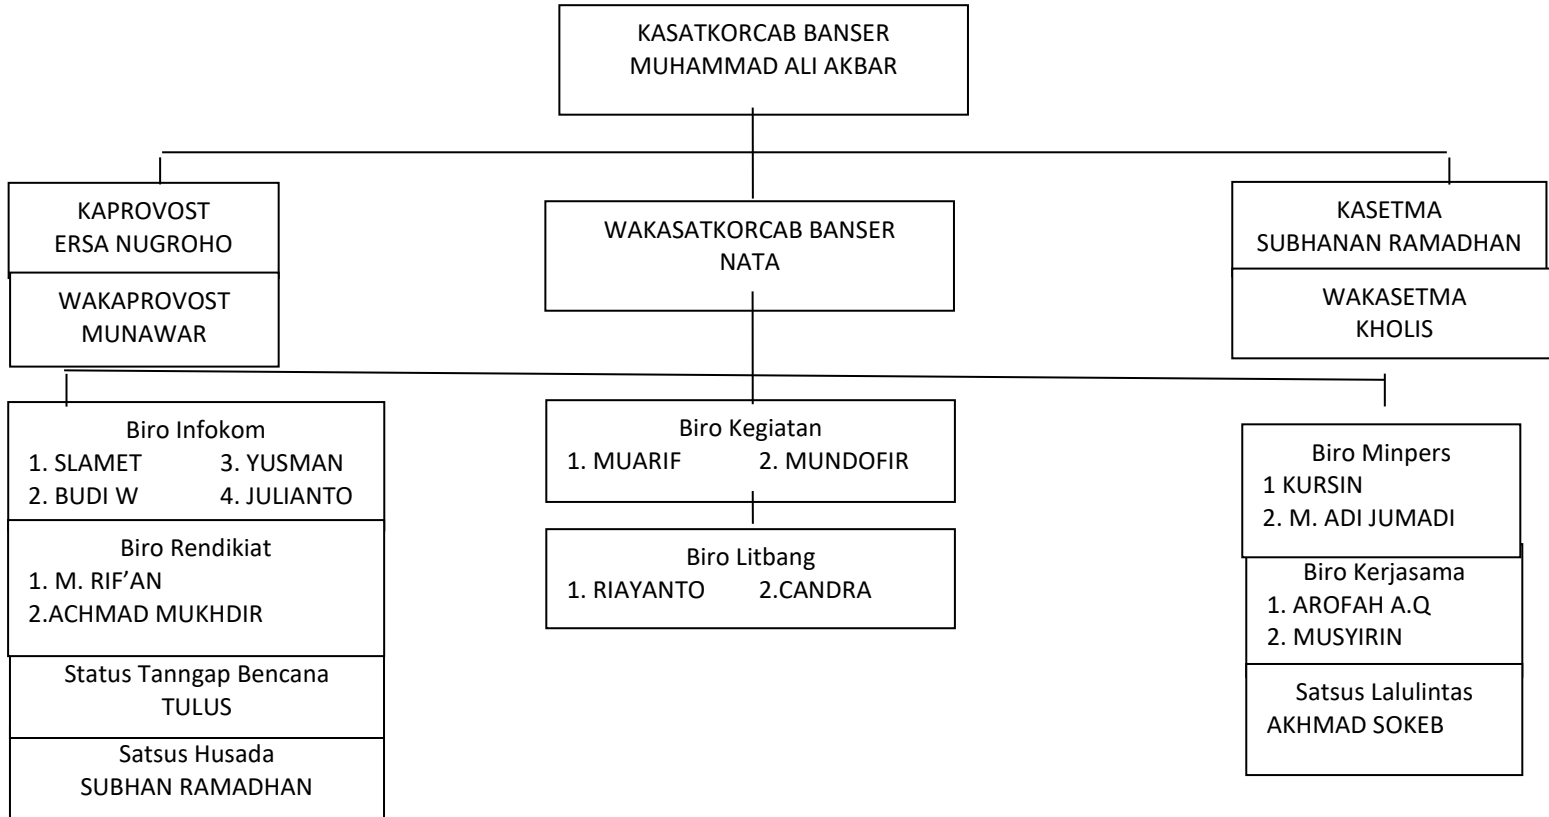 KASATKORCAB BANSER
MUHAMMAD ALI AKBAR
KAPROVOST
ERSA NUGROHO
WAKAPROVOST
MUNAWAR
WAKASATKORCAB BANSER
NATA
KASETMA
SUBHANAN RAMADHAN
WAKASETMA
KHOLIS
Biro Infokom
1. SLAMET 3. YUSMAN
2. BUDI W 4. JULIANTO
Biro Rendikiat
1. M. RIF’AN
2.ACHMAD MUKHDIR
Status Tanngap Bencana
TULUS
Satsus Husada
SUBHAN RAMADHAN
Biro Kegiatan
1. MUARIF 2. MUNDOFIR
Biro Litbang
1. RIAYANTO 2.CANDRA
Biro Minpers
1 KURSIN
2. M. ADI JUMADI
Biro Kerjasama
1. AROFAH A.Q
2. MUSYIRIN
Satsus Lalulintas
AKHMAD SOKEB